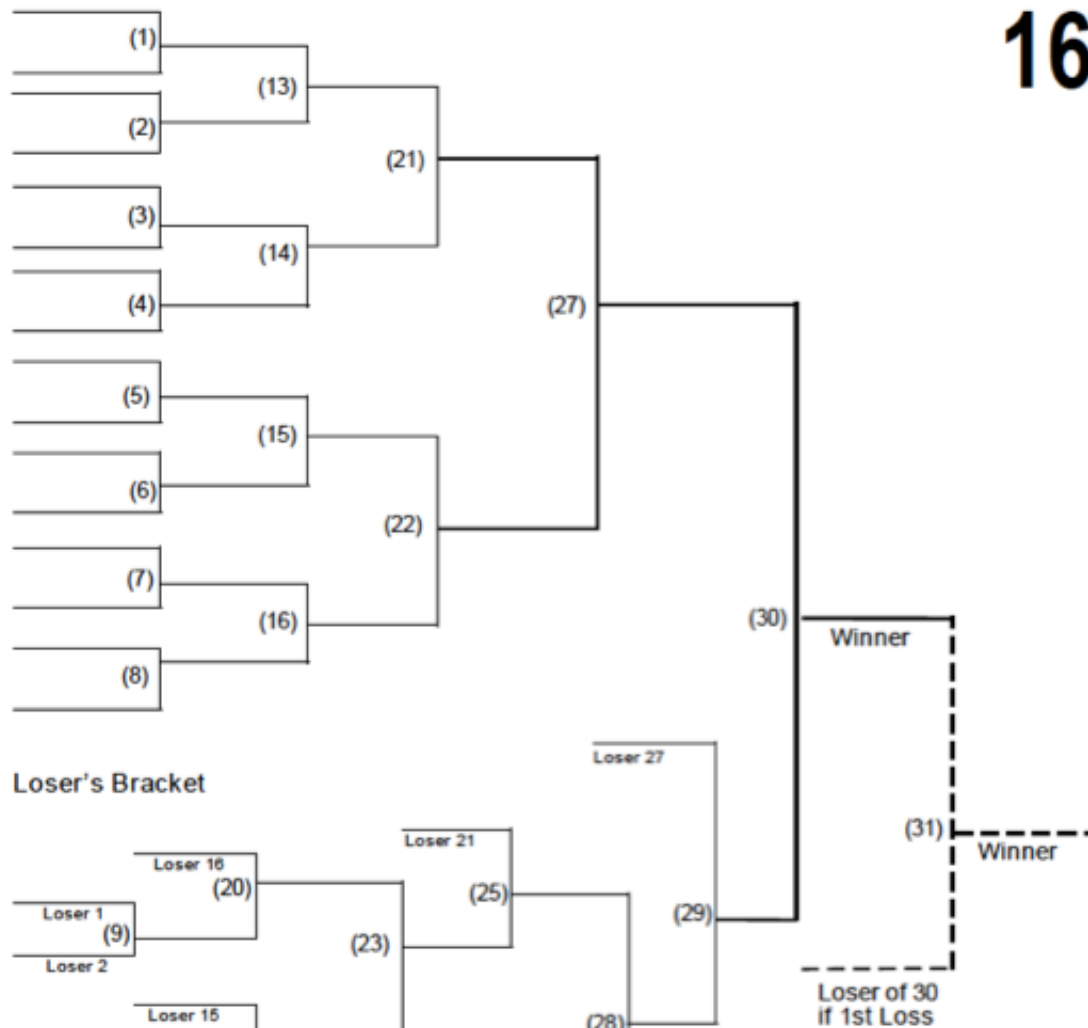 16
(1)
(13)
(2)
(21)
(3)
(14)
(4)
(27)
(5)
(15)
(6)
(22)
(7)
(16)
(8)
(30)
Winner
Loser's Bracket
Loser 27
(31)
Winner
Loser 21
Loser 16
(20)
(25)
Loser 1
(9)
(23)
(29)
Loser 2
Loser 15
(28)
Loser of 30
if 1st Loss